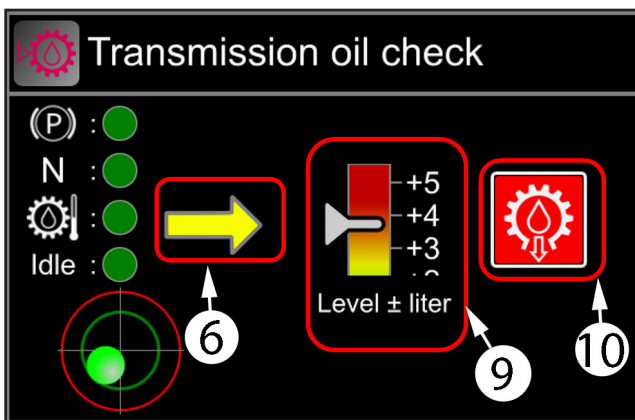 Transmission oil check
(P) :
N :
:
Idle :
+5
+4
+3
Level ± liter
6
9
10